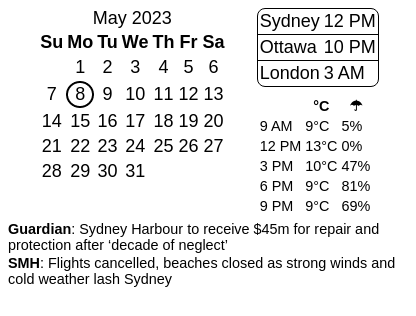 May 2023
Su Mo Tu We Th Fr Sa
1 2 3 4 5 6
7 8 9 10 11 12 13
14 15 16 17 18 19 20
21 22 23 24 25 26 27
28 29 30 31
Sydney 12 PM
Ottawa 10 PM
London 3 AM
°C ☂
9 AM 9°C 5%
12 PM 13°C 0%
3 PM 10°C 47%
6 PM 9°C 81%
9 PM 9°C 69%
Guardian: Sydney Harbour to receive $45m for repair and
protection after ‘decade of neglect’
SMH: Flights cancelled, beaches closed as strong winds and
cold weather lash Sydney